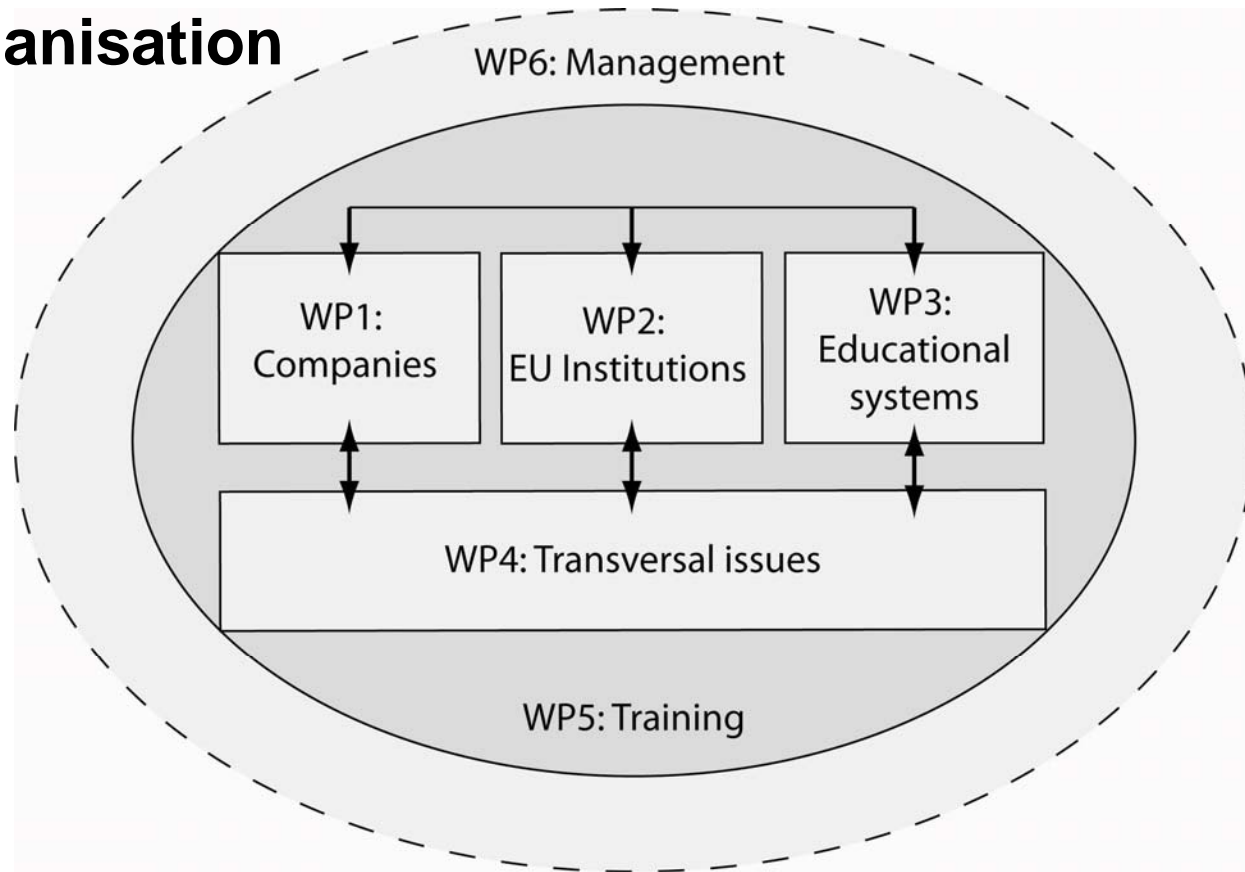 anisation
WP6: Management
WP1:
Companies
WP2:
EU Institutions
WP3:
Educational
systems
WP4: Transversal issues
WP5: Training